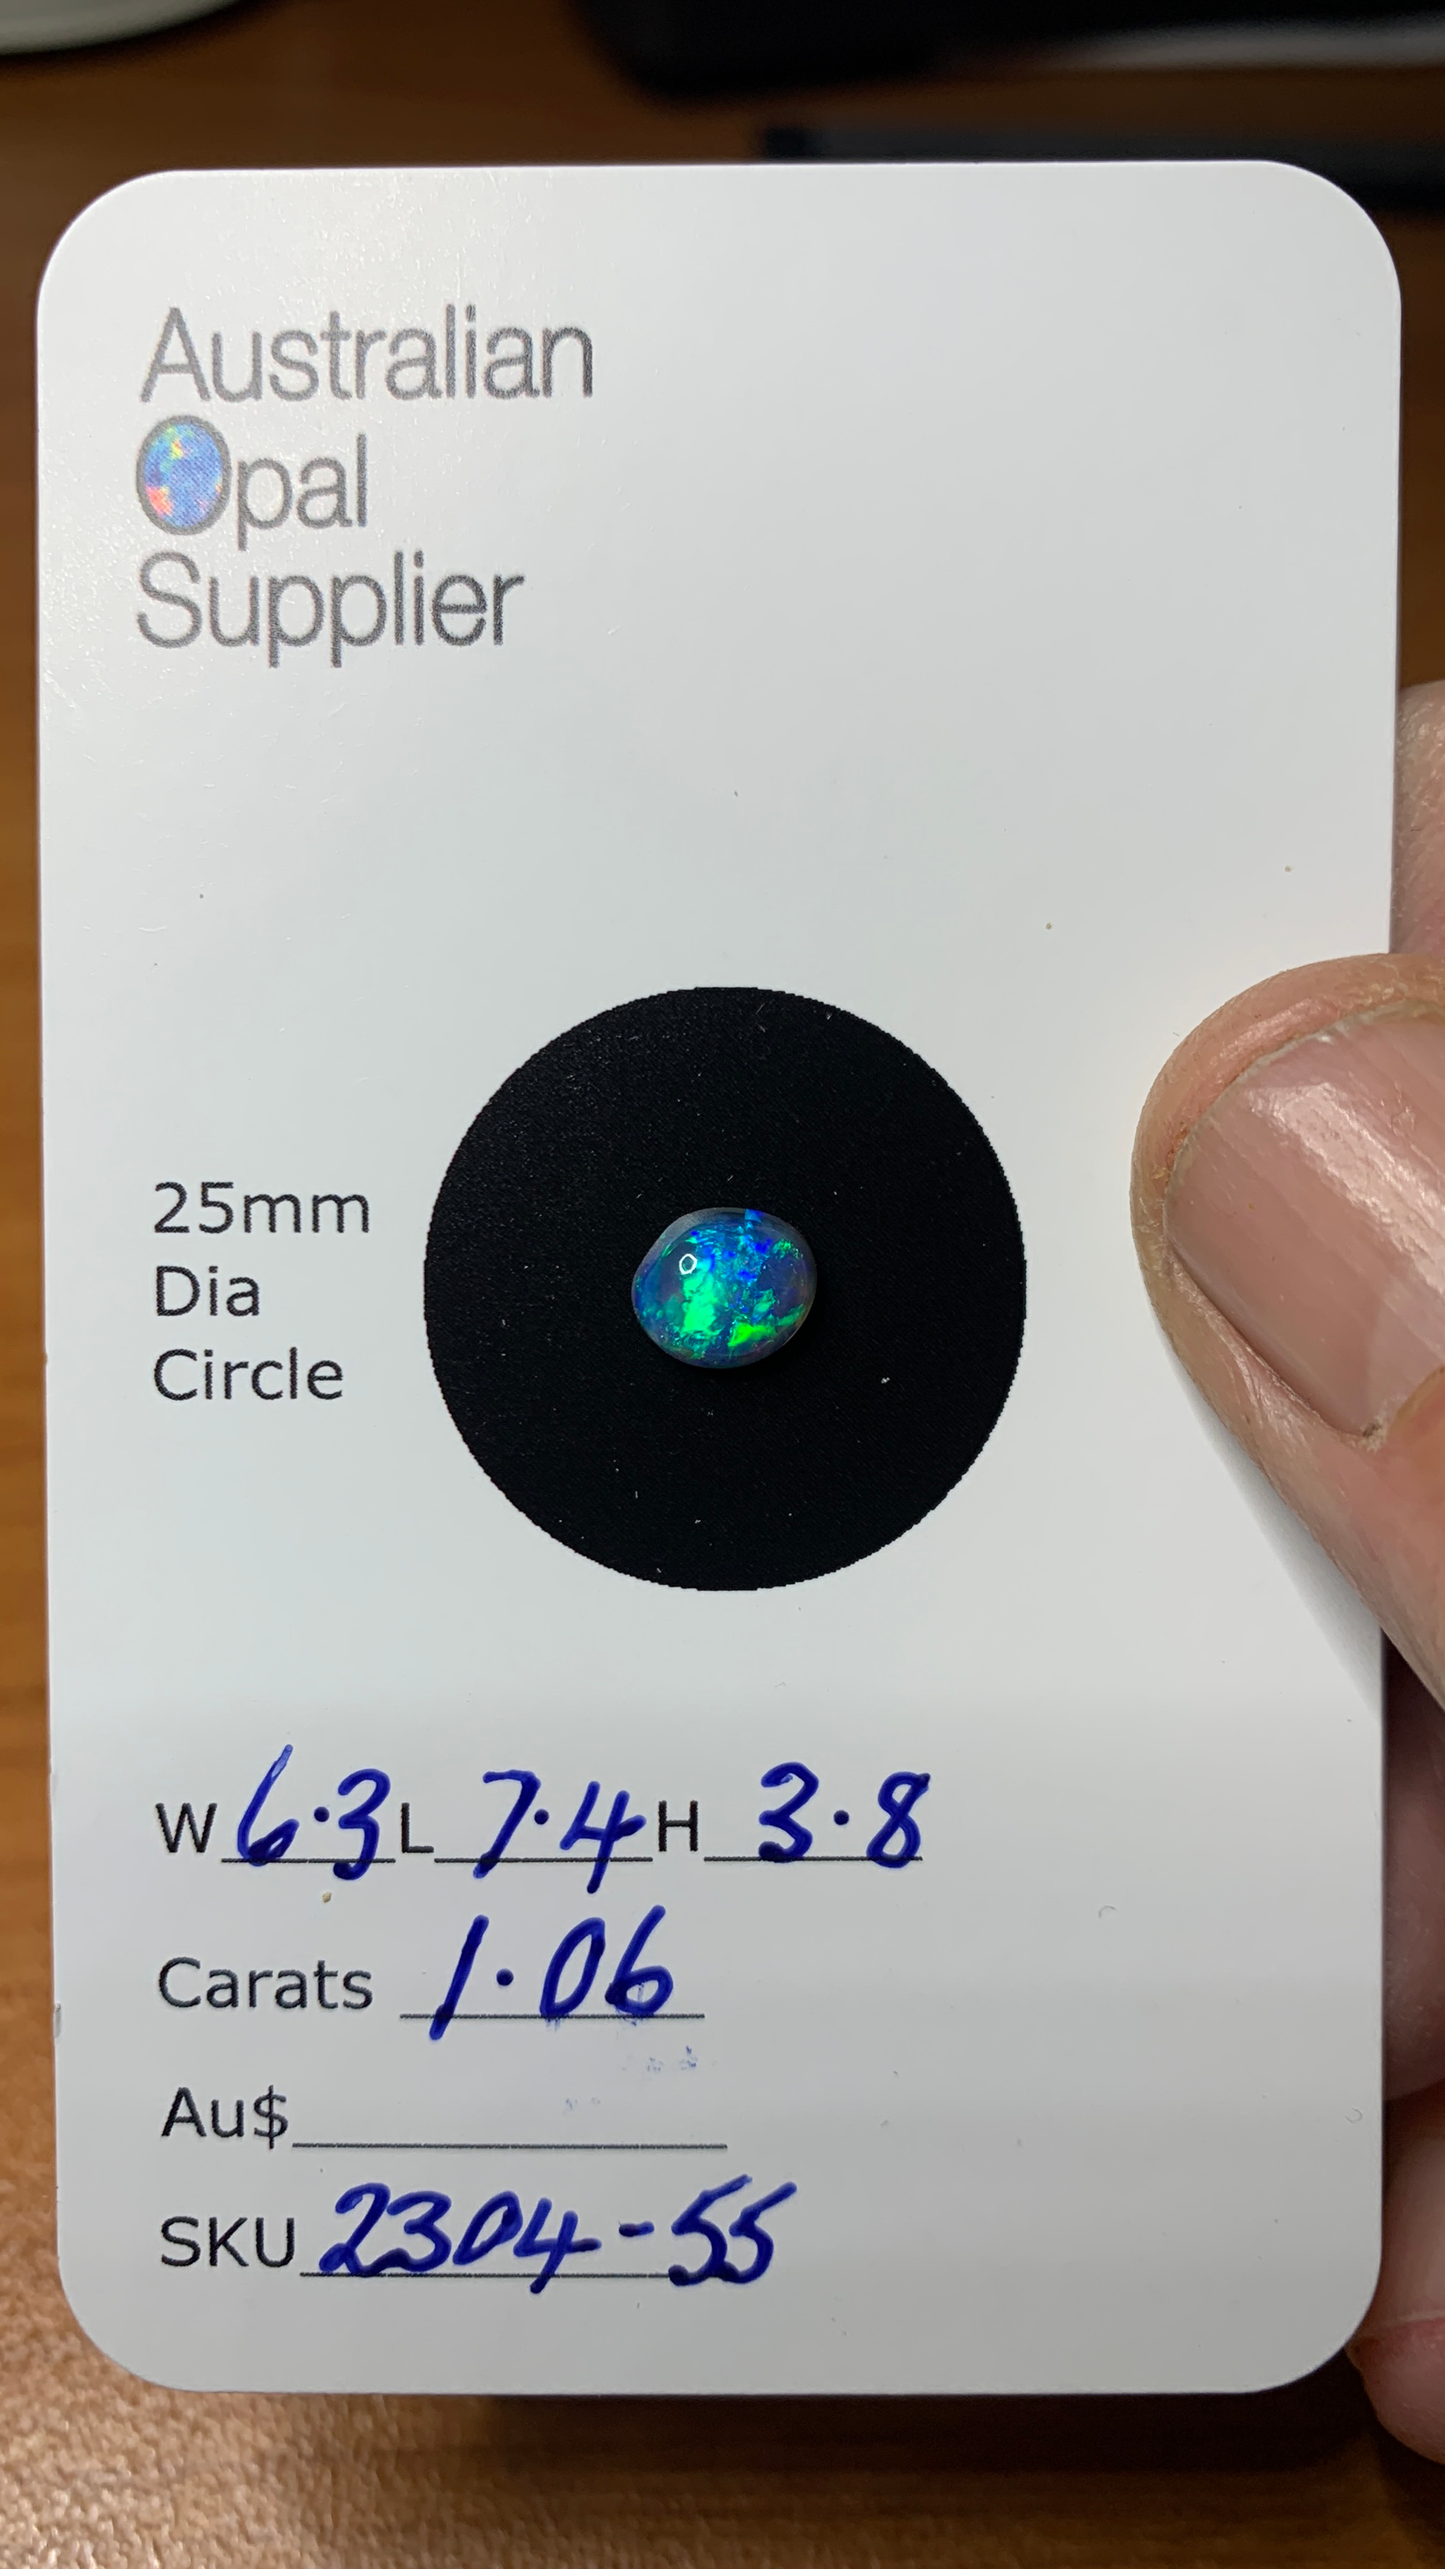 Australian
Opal
Supplier
25mm
Dia
Circle
W 6.3 L 7.4 H 3.8
Carats 1.06
Au$
SKU 2304-55